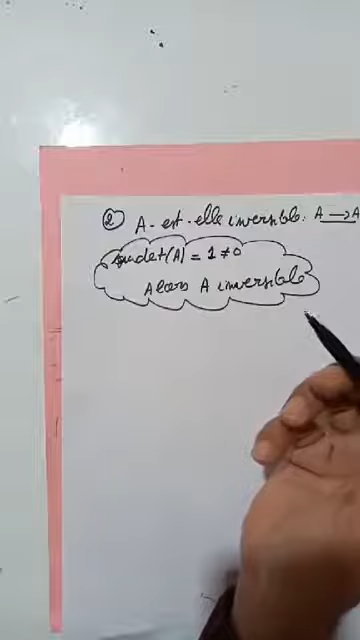 ② A-est-elle inversible: A → A
det(A) = 1 ≠ 0
Alors A inversible